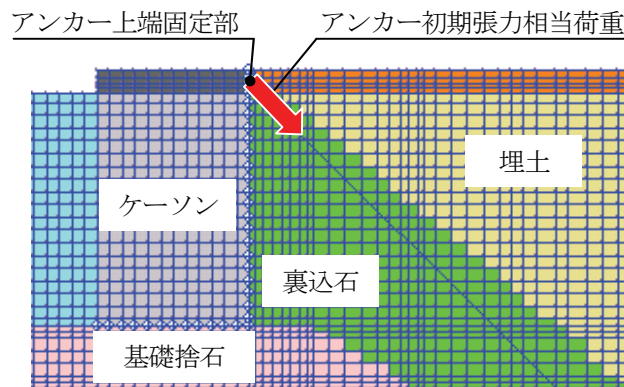 アンカー上端固定部
アンカー初期張力相当荷重
埋土
ケーソン
裏込石
基礎捨石